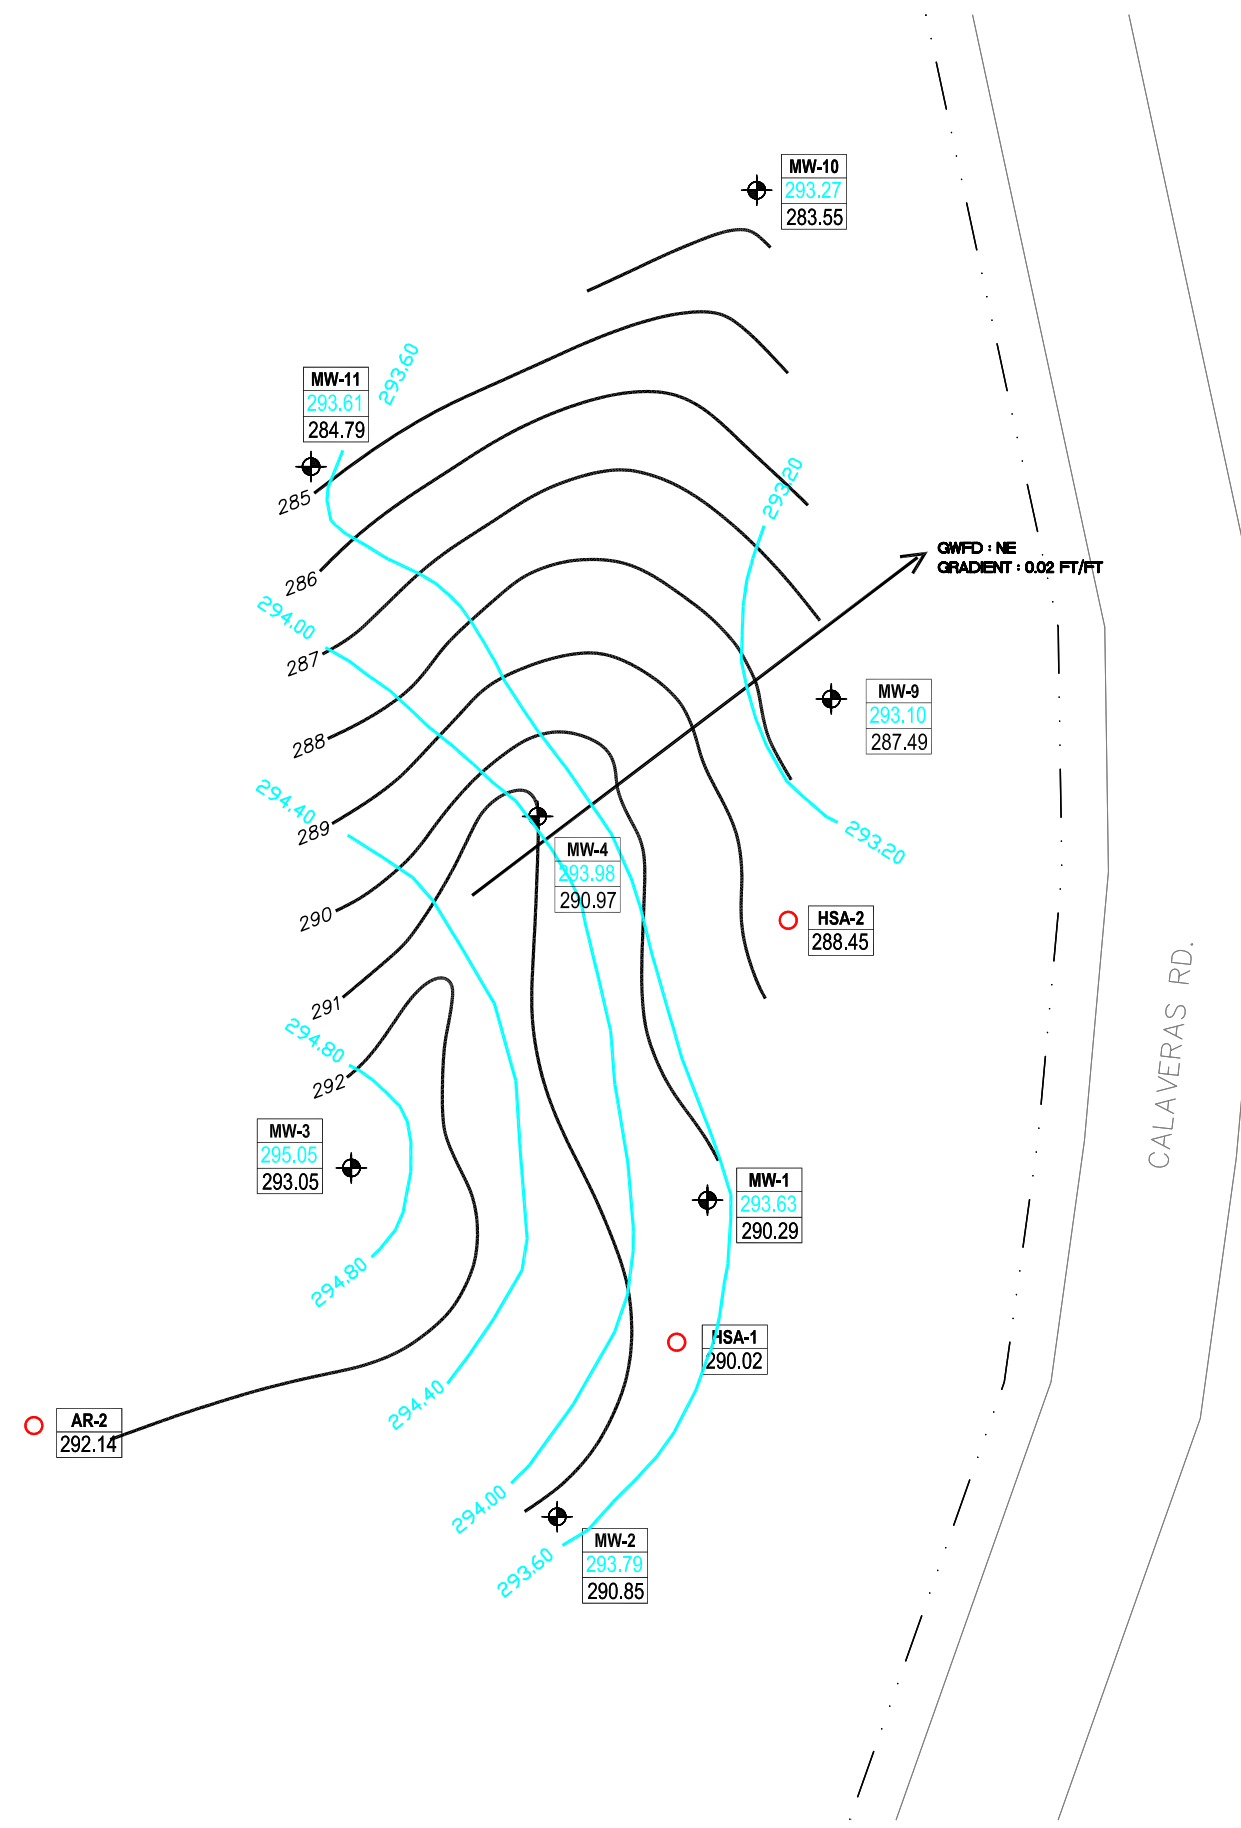 MW-10
293.27
283.55
293.60
MW-11
293.61
284.79
293.20
285
GWFD : NE
GRADIENT : 0.02 FT/FT
286
294.00
287
MW-9
293.10
287.49
288
294.40
289
293.20
MW-4
293.98
290.97
290
HSA-2
288.45
291
CALAVERAS RD.
294.80
292
MW-3
295.05
293.05
MW-1
293.63
290.29
294.80
HSA-1
290.02
294.40
AR-2
292.14
294.00
MW-2
293.79
290.85
293.60